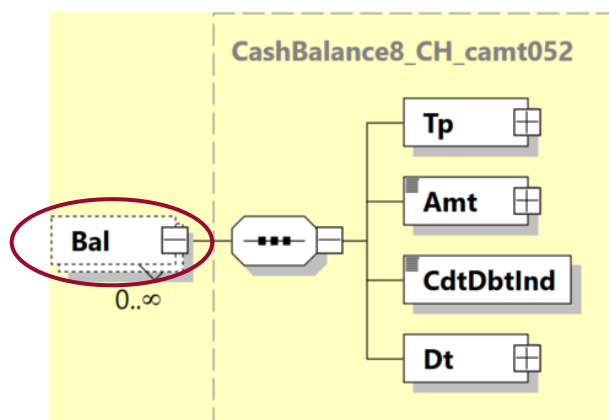 CashBalance8_CH_camt052
Tp
Amt
Bal
CdtDbtInd
0..∞
Dt